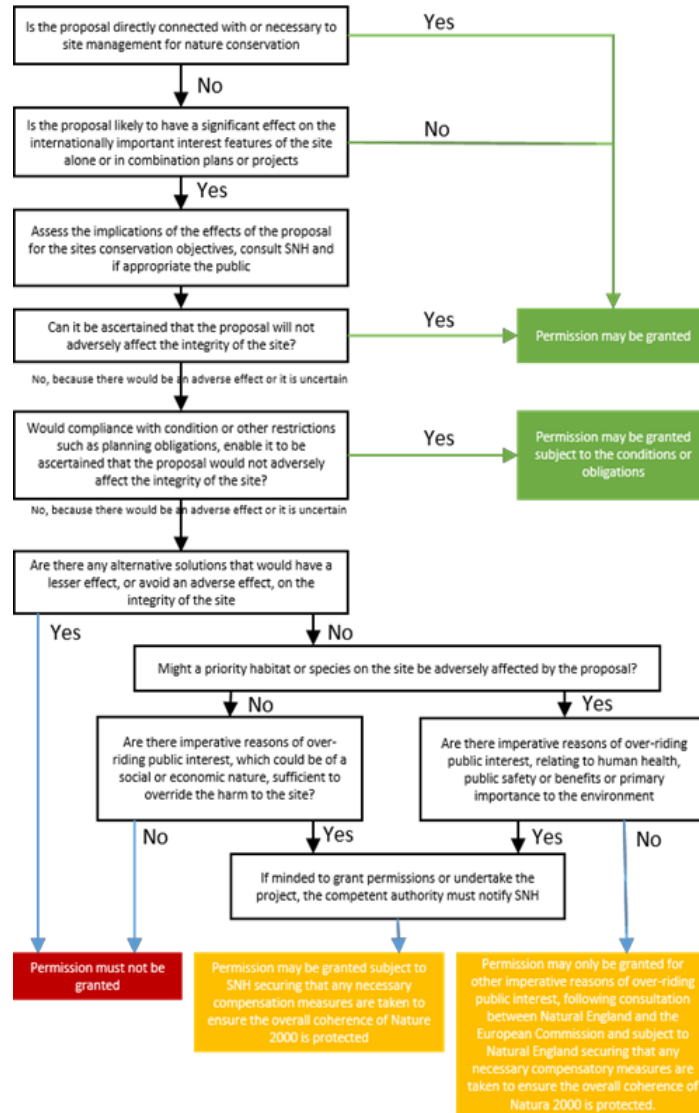 Is the proposal directly connected with or necessary to
site management for nature conservation
Yes
No
Is the proposal likely to have a significant effect on the
internationally important interest features of the site
alone or in combination plans or projects
No
Yes
Assess the implications of the effects of the proposal
for the sites conservation objectives, consult SNH and
if appropriate the public
Can it be ascertained that the proposal will not
adversely affect the integrity of the site?
Yes
Permission may be granted
No, because there would be an adverse effect or it is uncertain
Would compliance with condition or other restrictions
such as planning obligations, enable it to be
ascertained that the proposal would not adversely
affect the integrity of the site?
Yes
Permission may be granted
subject to the conditions or
obligations
No, because there would be an adverse effect or it is uncertain
Are there any alternative solutions that would have a
lesser effect, or avoid an adverse effect, on the
integrity of the site
Yes
No
Might a priority habitat or species on the site be adversely affected by the proposal?
No
Yes
Are there imperative reasons of over-
riding public interest, which could be of a
social or economic nature, sufficient to
override the harm to the site?
Are there imperative reasons of over-riding
public interest, relating to human health,
public safety or benefits or primary
importance to the environment
No
Yes
Yes
No
If minded to grant permissions or undertake the
project, the competent authority must notify SNH
Permission must not be
granted
Permission may be granted subject to
SNH securing that any necessary
compensation measures are taken to
ensure the overall coherence of Nature
2000 is protected
Permission may only be granted for
other imperative reasons of over-riding
public interest, following consultation
between Natural England and the
European Commission and subject to
Natural England securing that any
necessary compensatory measures are
taken to ensure the overall coherence of
Natura 2000 is protected.